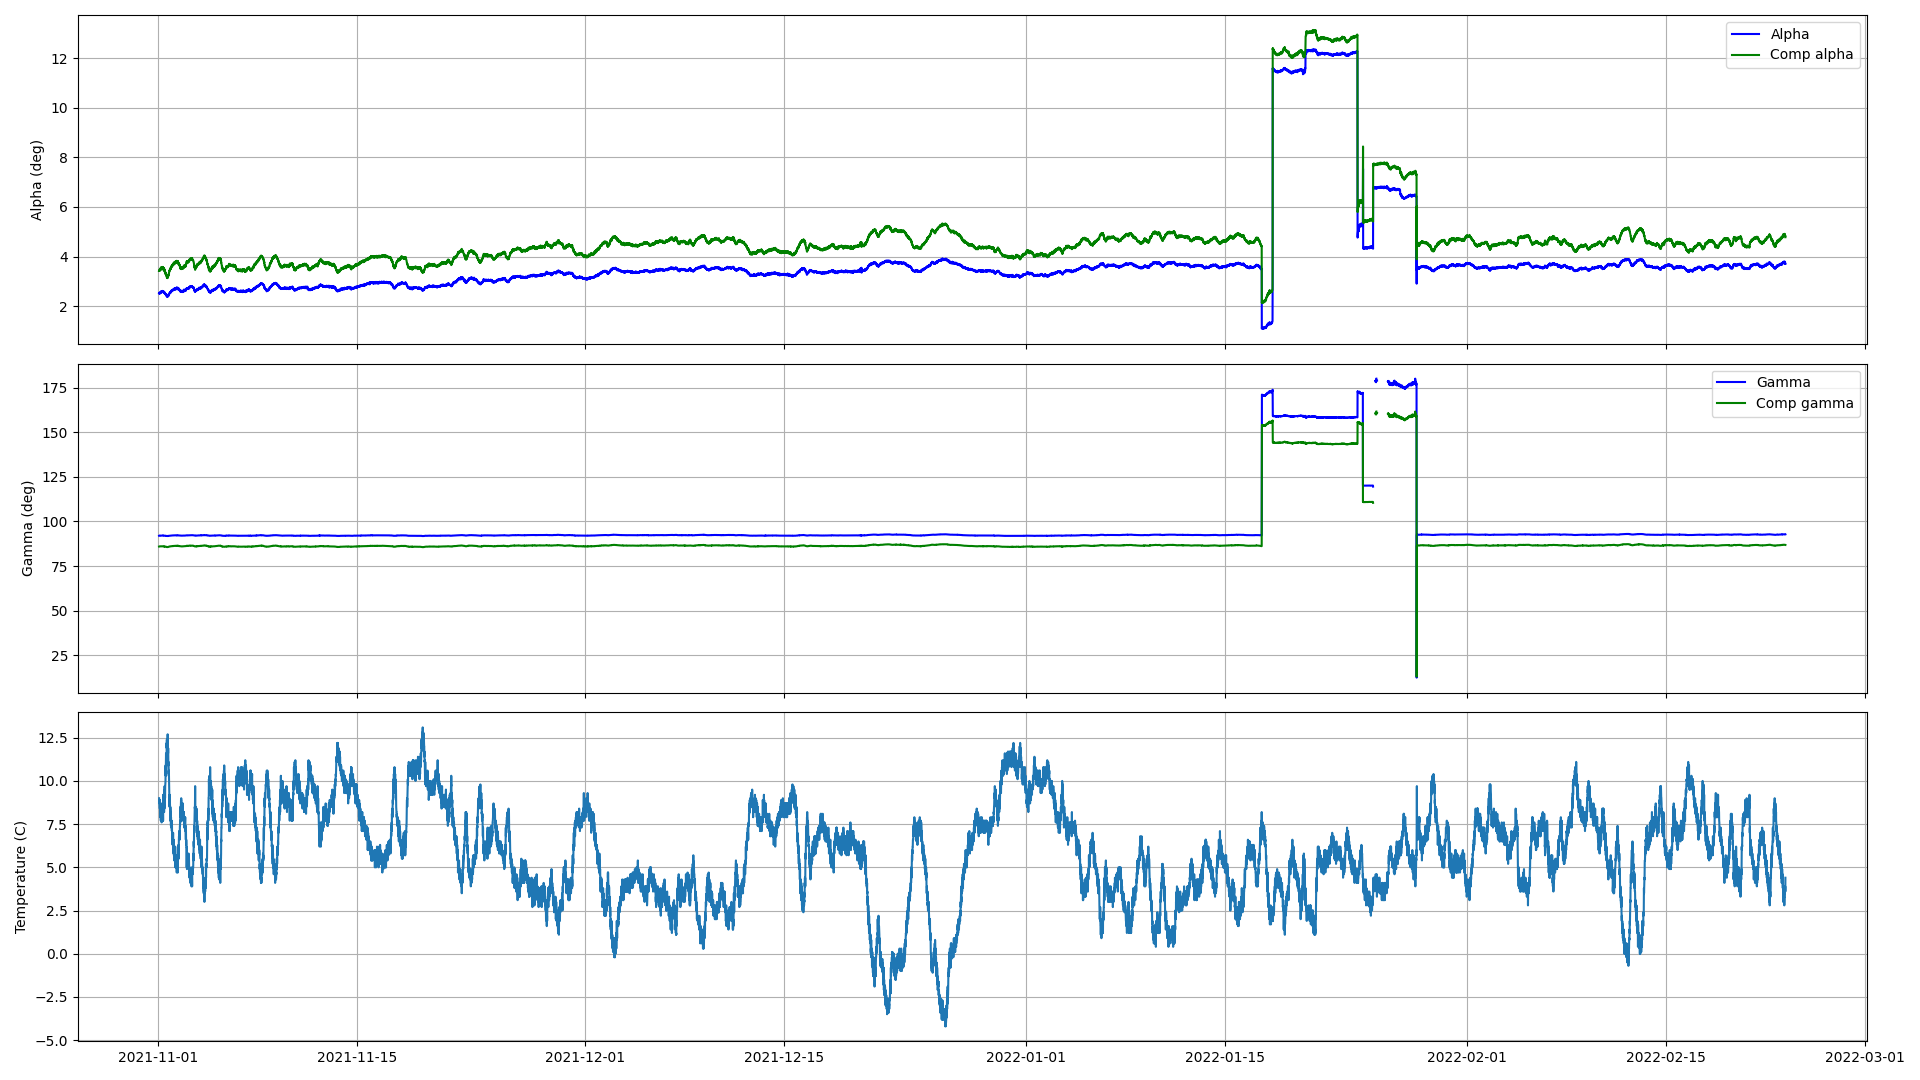 12
10
8
6
4
2
Alpha (deg)
Alpha
Comp alpha
175
150
125
100
75
50
25
Gamma (deg)
Gamma
Comp gamma
12.5
10.0
7.5
5.0
2.5
0.0
−2.5
−5.0
Temperature (C)
2021-11-01 2021-11-15 2021-12-01 2021-12-15 2022-01-01 2022-01-15 2022-02-01 2022-02-15 2022-03-01